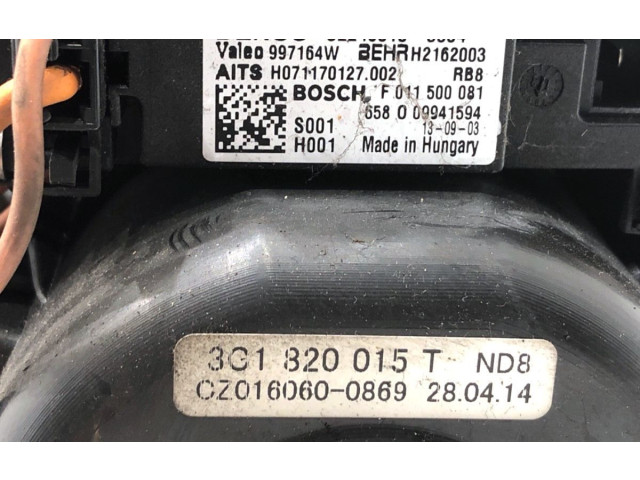 Valeo 997164W BEHR H2162003
AITS H071170127.002 RB8
BOSCH F 011 500 081
658 0 09941594
S001 13-09-03
H001 Made in Hungary
3G1 820 015 T ND8
CZ016060-0869 28.04.14